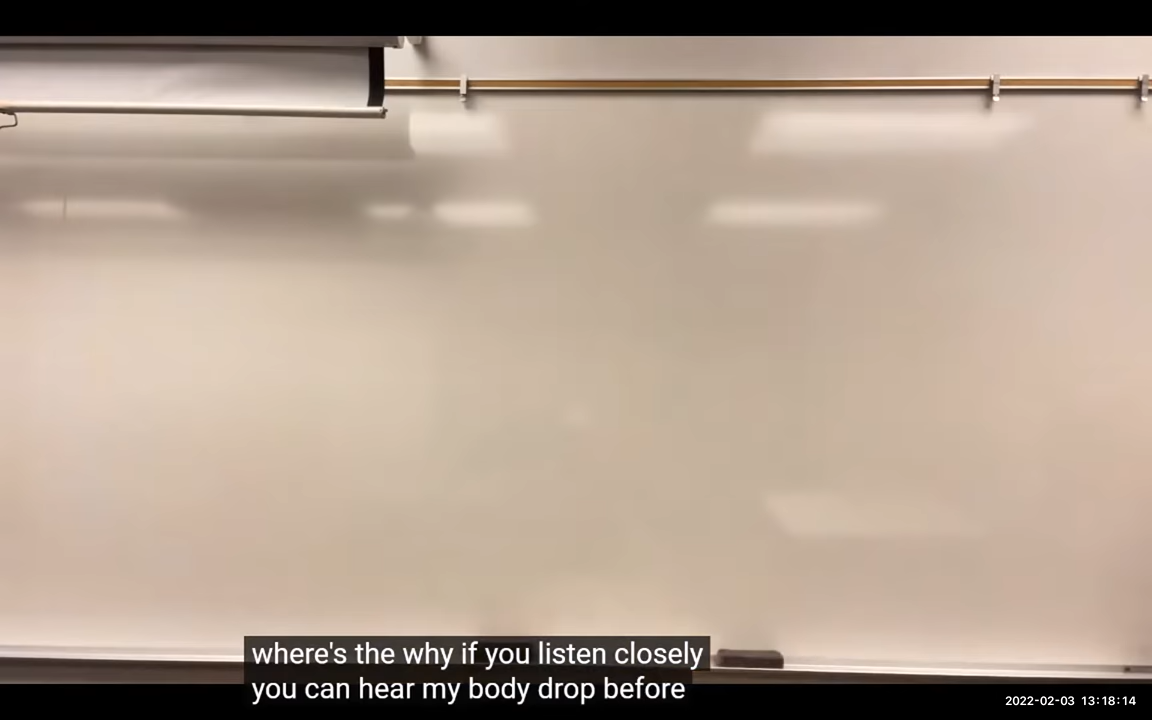 where's the why if you listen closely
you can hear my body drop before
2022-02-03 13:18:14